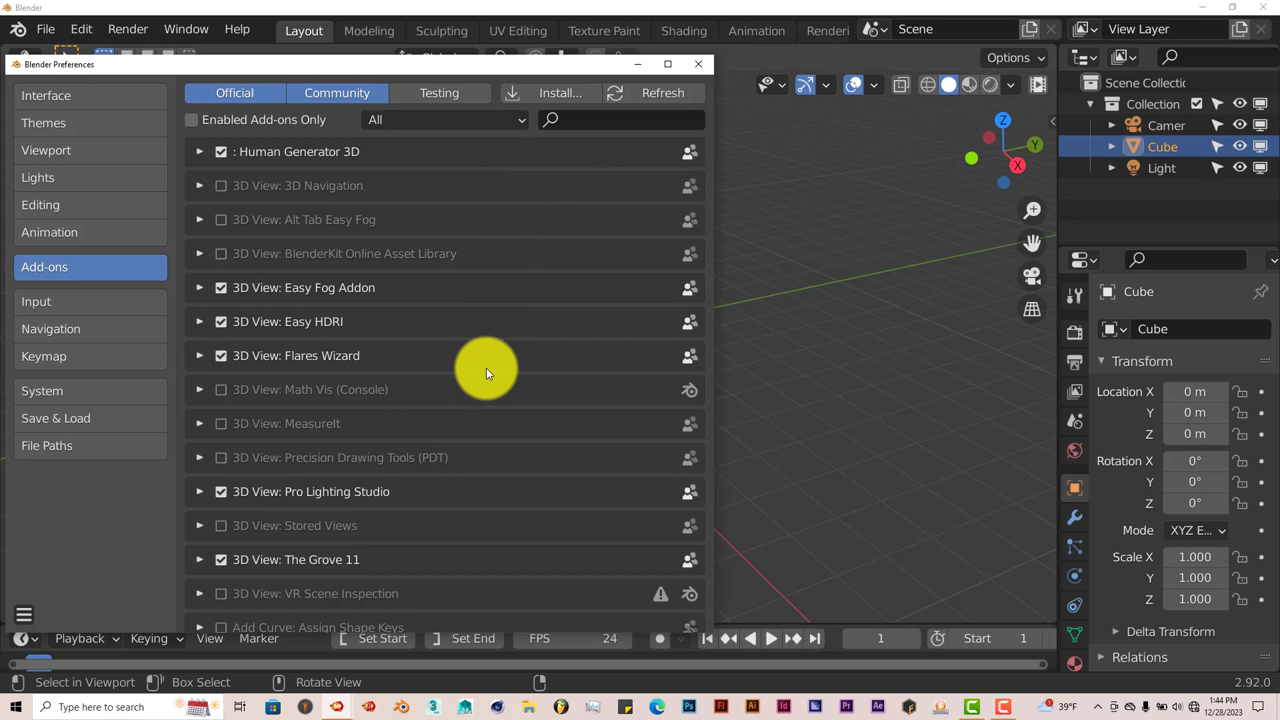 Blender
File Edit Render Window Help Layout Modeling Sculpting UV Editing Texture Paint Shading Animation Renderi Scene View Layer
Blender Preferences
Options
Interface
Themes
Viewport
Lights
Editing
Animation
Add-ons
Input
Navigation
Keymap
System
Save & Load
File Paths
Official Community Testing Install... Refresh
Enabled Add-ons Only All
: Human Generator 3D
3D View: 3D Navigation
3D View: Alt Tab Easy Fog
3D View: BlenderKit Online Asset Library
3D View: Easy Fog Addon
3D View: Easy HDRI
3D View: Flares Wizard
3D View: Math Vis (Console)
3D View: MeasureIt
3D View: Precision Drawing Tools (PDT)
3D View: Pro Lighting Studio
3D View: Stored Views
3D View: The Grove 11
3D View: VR Scene Inspection
Add Curve: Assign Shape Keys
Z
Y
X
Scene Collectic
Collection
Camer
Cube
Light
Cube
Cube
Transform
Location X 0 m
Y 0 m
Z 0 m
Rotation X 0°
Y 0°
Z 0°
Mode XYZ E...
Scale X 1.000
Y 1.000
Z 1.000
Delta Transform
Relations
Playback Keying View Marker Set Start Set End FPS 24 1 Start 1
Select in Viewport Box Select Rotate View 2.92.0
Type here to search 39°F 1:44 PM
12/28/2023